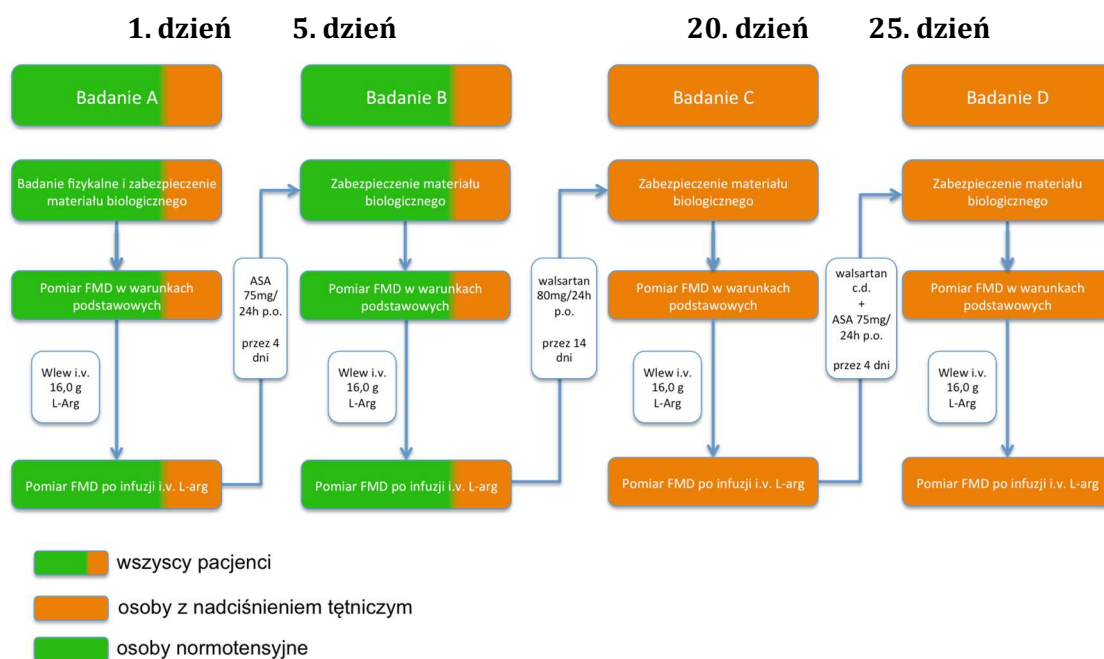 1. dzień
5. dzień
20. dzień
25. dzień
Badanie A
Badanie B
Badanie C
Badanie D
Badanie fizykalne i zabezpieczenie
materiału biologicznego
Zabezpieczenie materiału
biologicznego
Zabezpieczenie materiału
biologicznego
Zabezpieczenie materiału
biologicznego
Pomiar FMD w warunkach
podstawowych
ASA
75mg/
24h p.o.
przez 4
dni
Pomiar FMD w warunkach
podstawowych
walsartan
80mg/24h
p.o.
przez 14
dni
Pomiar FMD w warunkach
podstawowych
walsartan
c.d.
+
ASA 75mg/
24h p.o.
przez 4 dni
Pomiar FMD w warunkach
podstawowych
Wlew i.v.
16,0 g
L-Arg
Wlew i.v.
16,0 g
L-Arg
Wlew i.v.
16,0 g
L-Arg
Wlew i.v.
16,0 g
L-Arg
Pomiar FMD po infuzji i.v. L-arg
Pomiar FMD po infuzji i.v. L-arg
Pomiar FMD po infuzji i.v. L-arg
Pomiar FMD po infuzji i.v. L-arg
wszyscy pacjenci
osoby z nadciśnieniem tętniczym
osoby normotensyjne